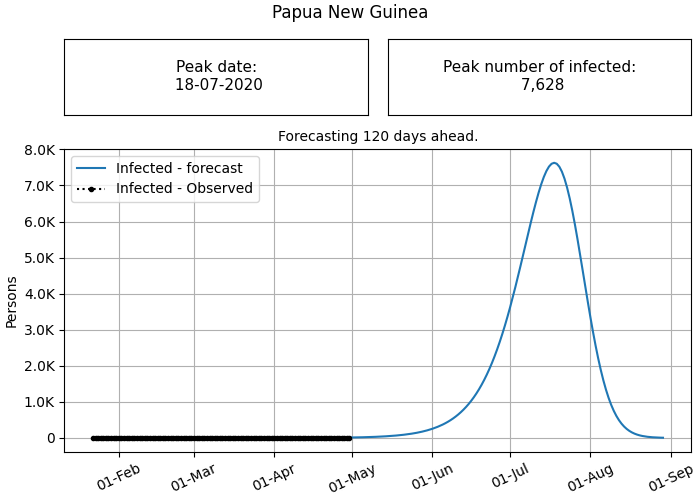 Papua New Guinea
Peak date:
18-07-2020
Peak number of infected:
7,628
Forecasting 120 days ahead.
Infected - forecast
Infected - Observed
Persons
8.0K
7.0K
6.0K
5.0K
4.0K
3.0K
2.0K
1.0K
0
01-Feb
01-Mar
01-Apr
01-May
01-Jun
01-Jul
01-Aug
01-Sep